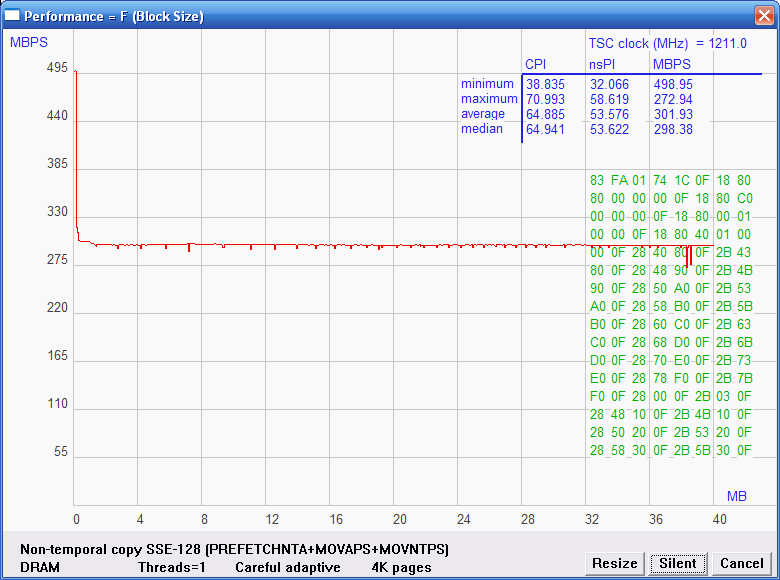 Performance = F (Block Size)
MBPS
TSC clock (MHz) = 1211.0
CPI nsPI MBPS
minimum 38.835 32.066 498.95
maximum 70.993 58.619 272.94
average 64.885 53.576 301.93
median 64.941 53.622 298.38
495
440
385
330
275
220
165
110
55
83 FA 01 74 1C 0F 18 80
80 00 00 00 0F 18 80 C0
00 00 00 0F 18 80 00 01
00 00 0F 18 80 40 01 00
00 0F 28 40 80 0F 2B 43
80 0F 28 48 90 0F 2B 4B
90 0F 28 50 A0 0F 2B 53
A0 0F 28 58 B0 0F 2B 5B
B0 0F 28 60 C0 0F 2B 63
C0 0F 28 68 D0 0F 2B 6B
D0 0F 28 70 E0 0F 2B 73
E0 0F 28 78 F0 0F 2B 7B
F0 0F 28 00 0F 2B 03 0F
28 48 10 0F 2B 4B 10 0F
28 50 20 0F 2B 53 20 0F
28 58 30 0F 2B 5B 30 0F
MB
0 4 8 12 16 20 24 28 32 36 40
Non-temporal copy SSE-128 (PREFETCHNTA+MOVAPS+MOVNTPS)
DRAM Threads=1 Careful adaptive 4K pages
Resize Silent Cancel